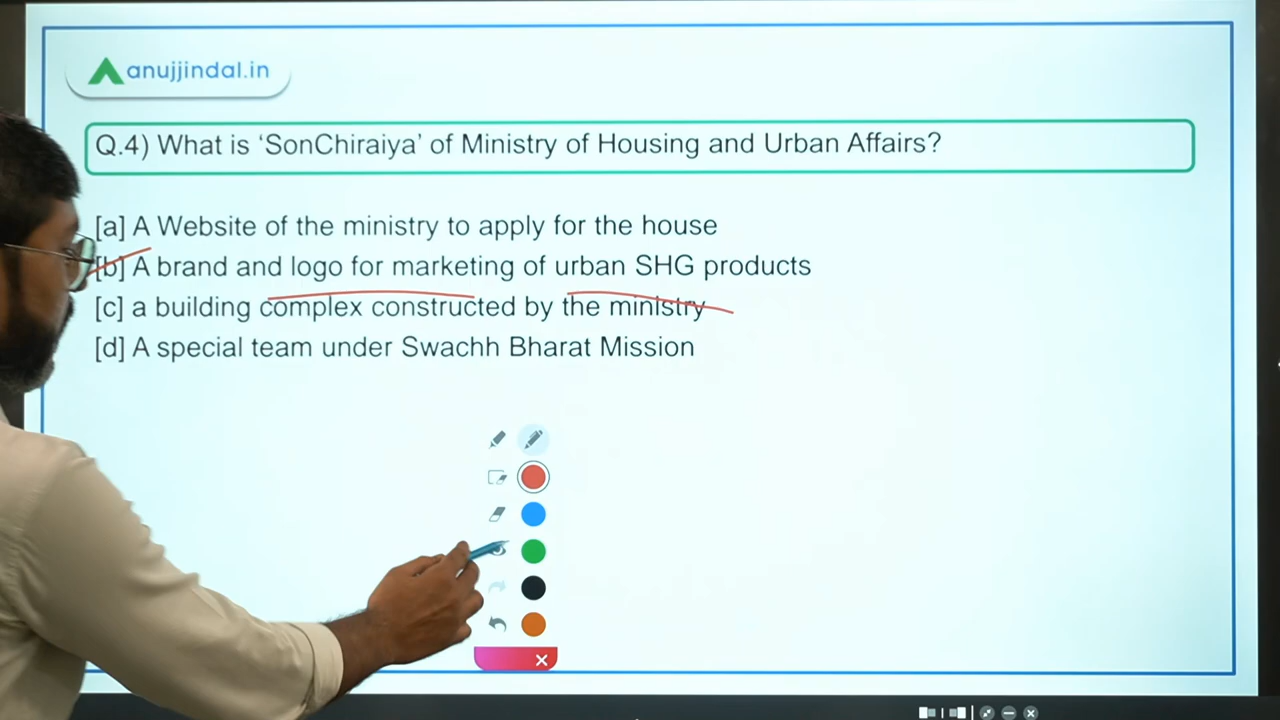 anujjindal.in
Q.4) What is ‘SonChiraiya’ of Ministry of Housing and Urban Affairs?
[a] A Website of the ministry to apply for the house
[b] A brand and logo for marketing of urban SHG products
[c] a building complex constructed by the ministry
[d] A special team under Swachh Bharat Mission